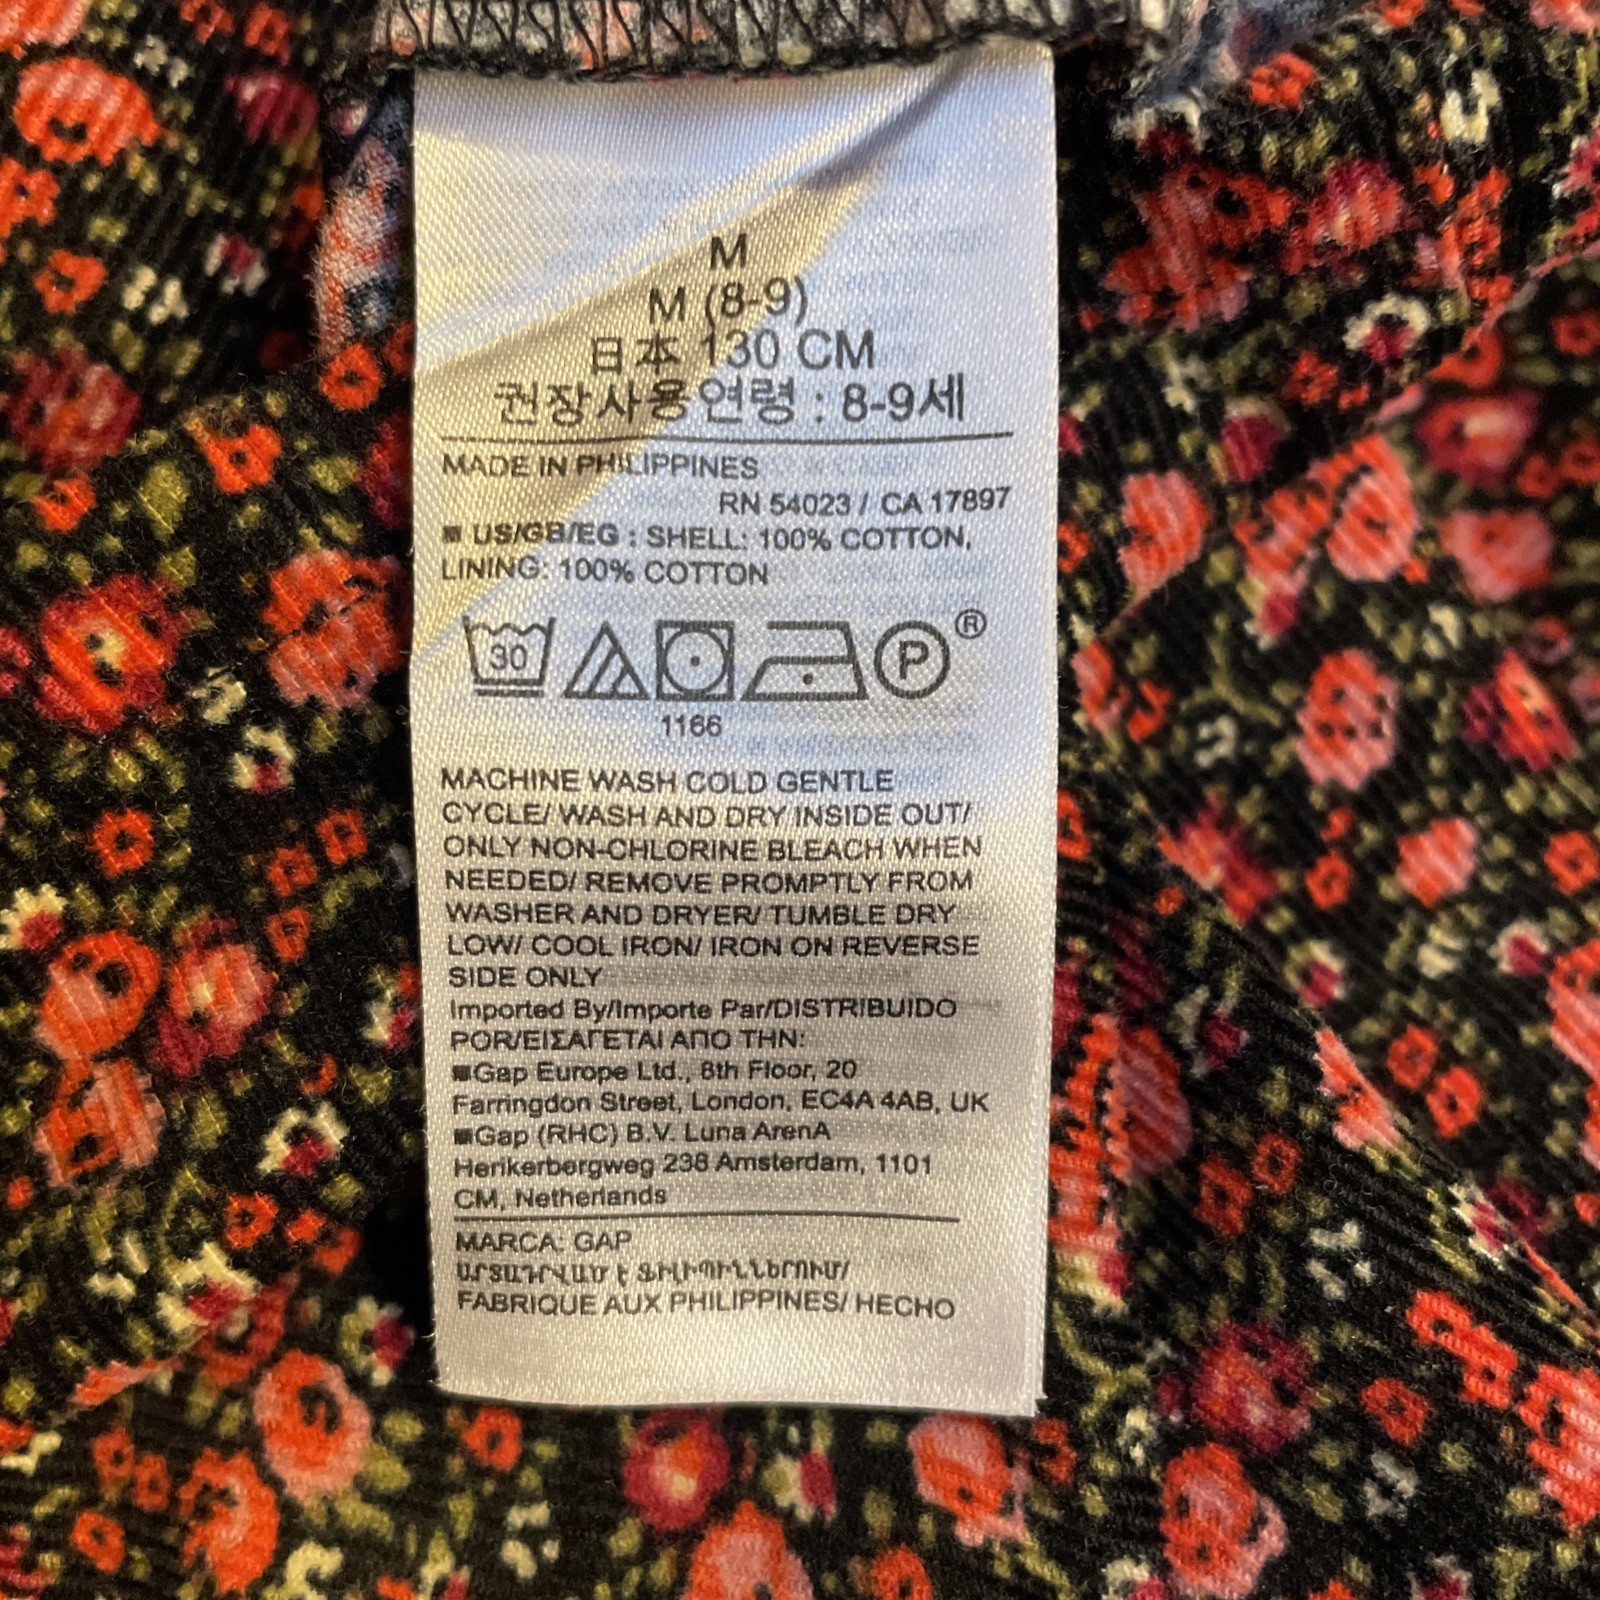 M
M (8-9)
日本 130 CM
권장사용연령 : 8-9세
MADE IN PHILIPPINES
RN 54023 / CA 17897
■ US/GB/EG : SHELL: 100% COTTON,
LINING: 100% COTTON
30
P ®
1166
MACHINE WASH COLD GENTLE
CYCLE/ WASH AND DRY INSIDE OUT/
ONLY NON-CHLORINE BLEACH WHEN
NEEDED/ REMOVE PROMPTLY FROM
WASHER AND DRYER/ TUMBLE DRY
LOW/ COOL IRON/ IRON ON REVERSE
SIDE ONLY
Imported By/Importe Par/DISTRIBUIDO
POR/ΕΙΣΑΓΕΤΑΙ ΑΠΟ ΤΗΝ:
■Gap Europe Ltd., 8th Floor, 20
Farringdon Street, London, EC4A 4AB, UK
■Gap (RHC) B.V. Luna ArenA
Herikerbergweg 238 Amsterdam, 1101
CM, Netherlands
MARCA: GAP
ԱՐՏԱԴՐՎԱԾ Է ՖԻԼԻՊԻՆՆԵՐՈՒՄ/
FABRIQUE AUX PHILIPPINES/ HECHO